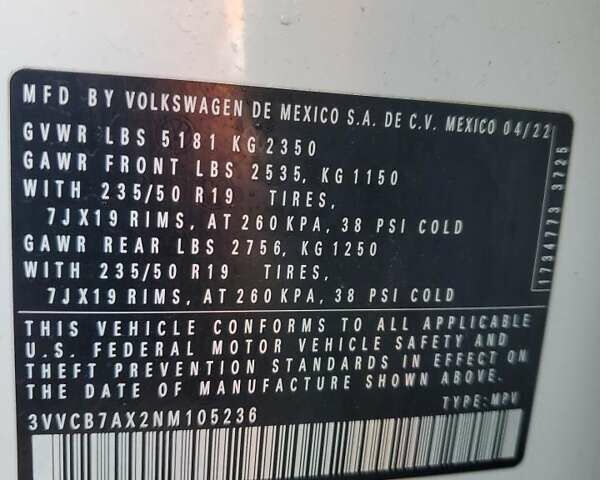 MFD BY VOLKSWAGEN DE MEXICO S.A. DE C.V. MEXICO 04/22
GVWR LBS 5181 KG 2350
GAWR FRONT LBS 2535, KG 1150
WITH 235/50 R19 TIRES,
7JX19 RIMS, AT 260 KPA, 38 PSI COLD
GAWR REAR LBS 2756, KG 1250
WITH 235/50 R19 TIRES,
7JX19 RIMS, AT 260 KPA, 38 PSI COLD
THIS VEHICLE CONFORMS TO ALL APPLICABLE
U.S. FEDERAL MOTOR VEHICLE SAFETY AND
THEFT PREVENTION STANDARDS IN EFFECT ON
THE DATE OF MANUFACTURE SHOWN ABOVE.
TYPE: MPV
3VVCB7AX2NM105236
1734773 3725